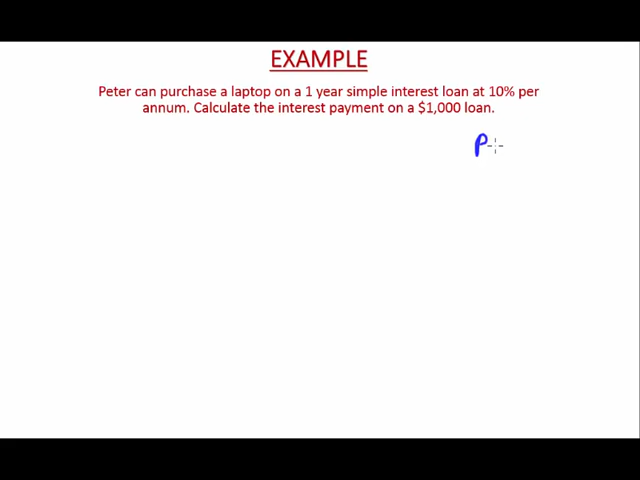 EXAMPLE
Peter can purchase a laptop on a 1 year simple interest loan at 10% per
annum. Calculate the interest payment on a $1,000 loan.
P